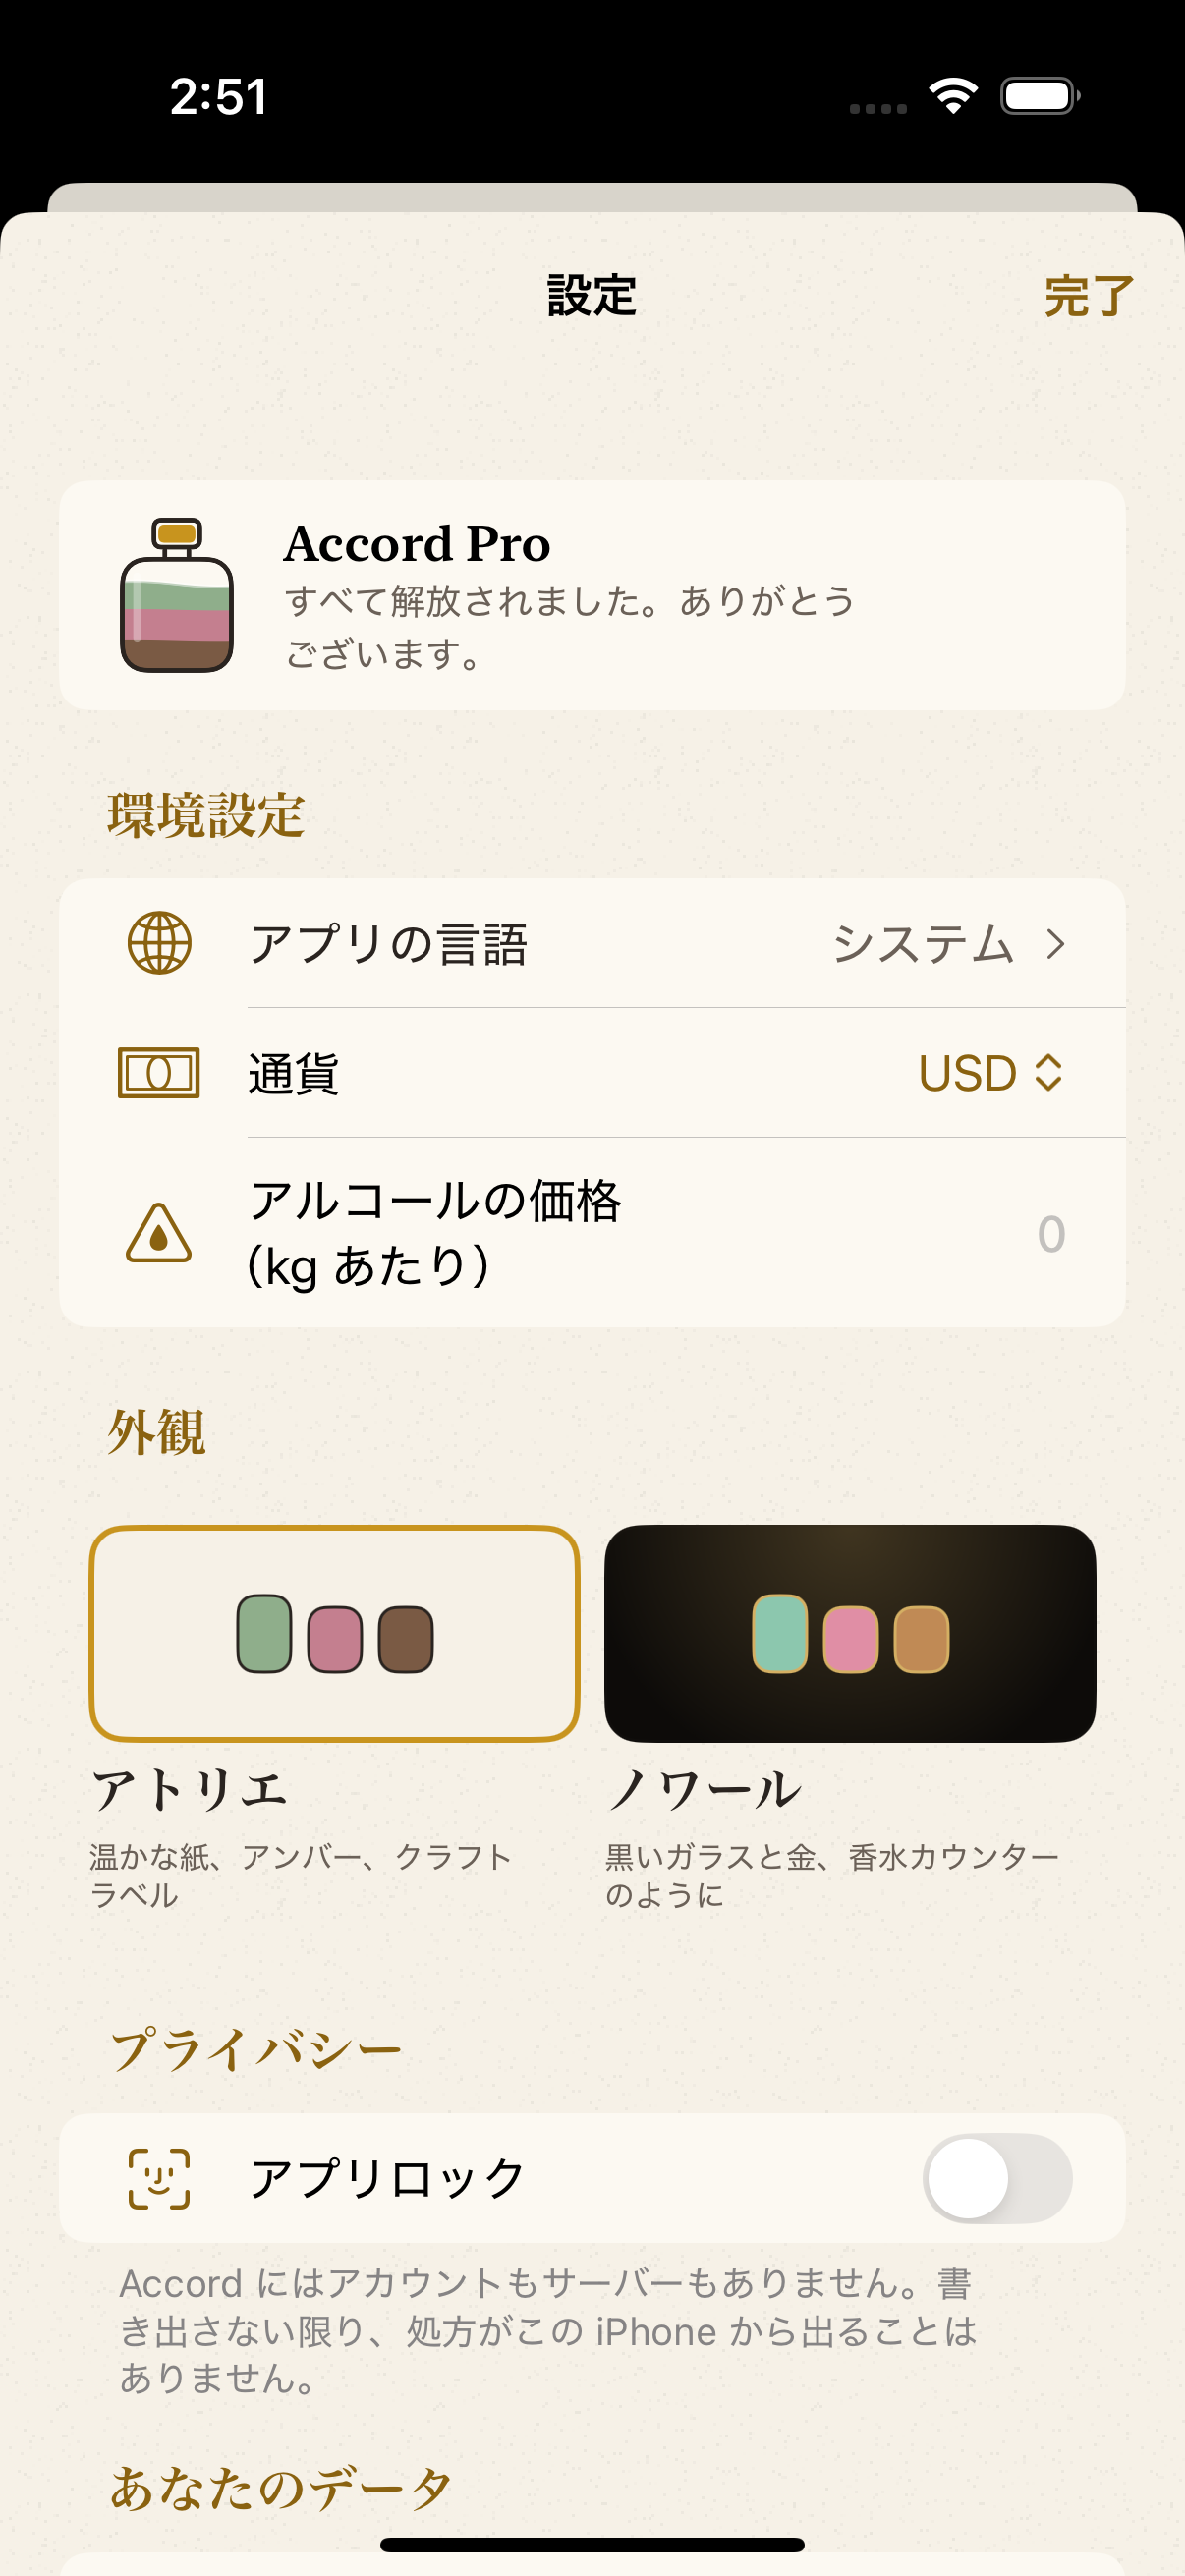 2:51
設定
完了
Accord Pro
すべて解放されました。ありがとう
ございます。
環境設定
アプリの言語
システム
通貨
USD
アルコールの価格
（kg あたり）
0
外観
アトリエ
温かな紙、アンバー、クラフト
ラベル
ノワール
黒いガラスと金、香水カウンター
のように
プライバシー
アプリロック
Accord にはアカウントもサーバーもありません。書
き出さない限り、処方がこの iPhone から出ることは
ありません。
あなたのデータ